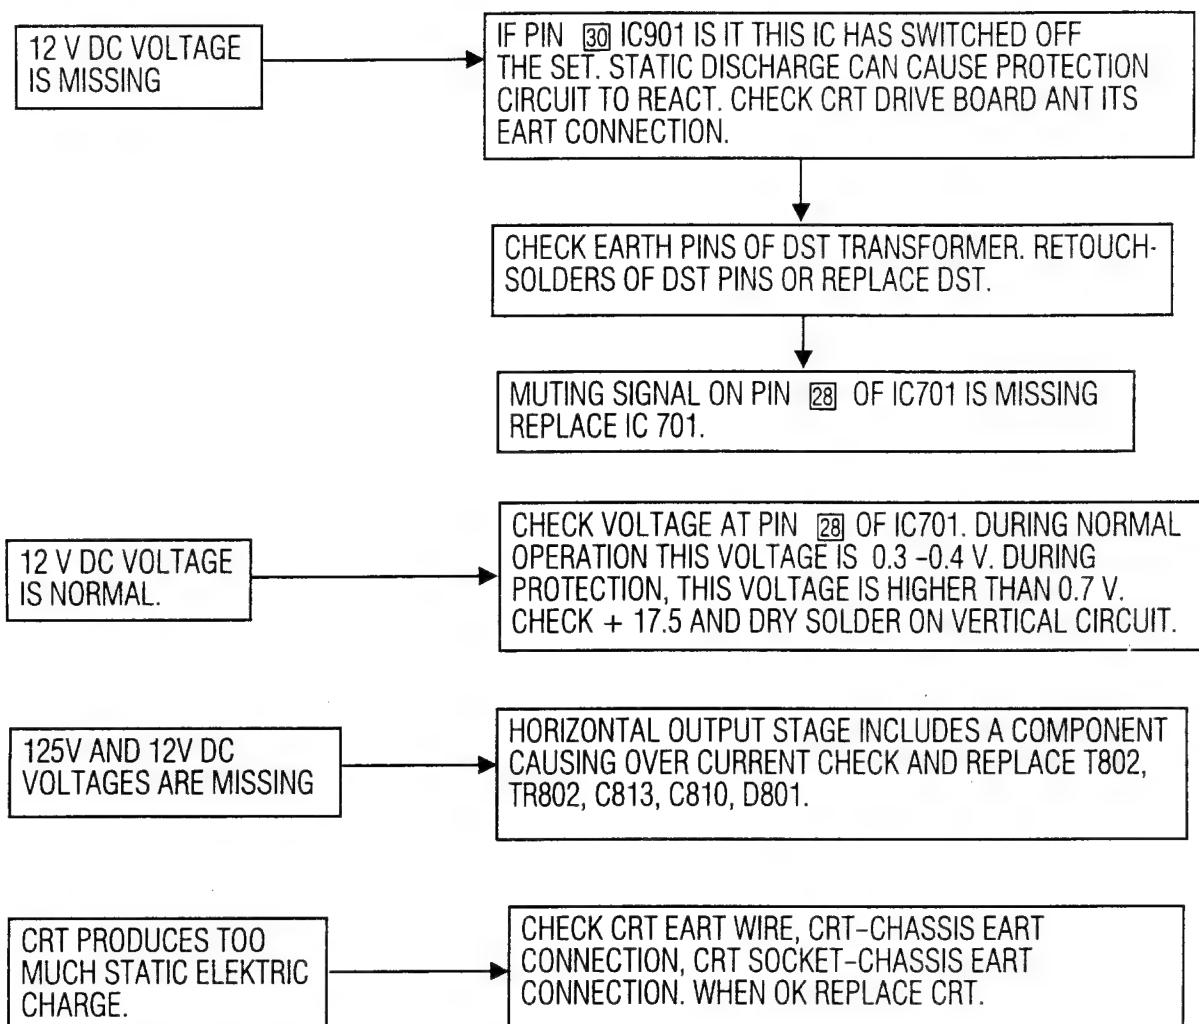 12 V DC VOLTAGE
IS MISSING
IF PIN 30 IC901 IS IT THIS IC HAS SWITCHED OFF
THE SET. STATIC DISCHARGE CAN CAUSE PROTECTION
CIRCUIT TO REACT. CHECK CRT DRIVE BOARD ANT ITS
EART CONNECTION.
CHECK EARTH PINS OF DST TRANSFORMER. RETOUCH-
SOLDERS OF DST PINS OR REPLACE DST.
MUTING SIGNAL ON PIN 28 OF IC701 IS MISSING
REPLACE IC 701.
12 V DC VOLTAGE
IS NORMAL.
CHECK VOLTAGE AT PIN 28 OF IC701. DURING NORMAL
OPERATION THIS VOLTAGE IS 0.3 -0.4 V. DURING
PROTECTION, THIS VOLTAGE IS HIGHER THAN 0.7 V.
CHECK + 17.5 AND DRY SOLDER ON VERTICAL CIRCUIT.
125V AND 12V DC
VOLTAGES ARE MISSING
HORIZONTAL OUTPUT STAGE INCLUDES A COMPONENT
CAUSING OVER CURRENT CHECK AND REPLACE T802,
TR802, C813, C810, D801.
CRT PRODUCES TOO
MUCH STATIC ELEKTRIC
CHARGE.
CHECK CRT EART WIRE, CRT-CHASSIS EART
CONNECTION, CRT SOCKET-CHASSIS EART
CONNECTION. WHEN OK REPLACE CRT.